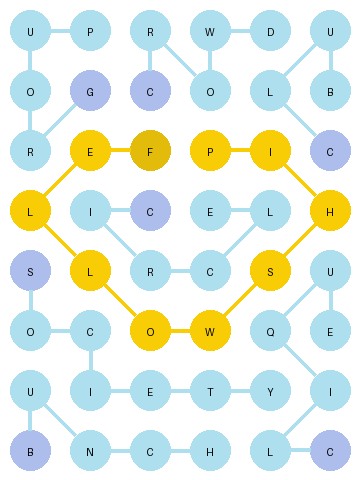 U P R W D U
O G C O L B
R E F P I C
L I C E L H
S L R C S U
O C O W Q E
U I E T Y I
B N C H L C